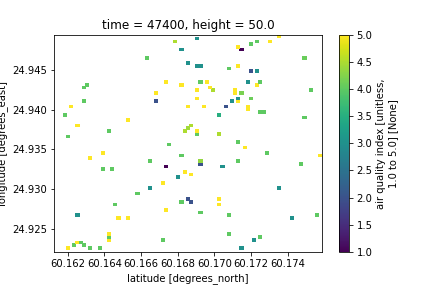 time = 47400, height = 50.0
24.945
24.940
24.935
24.930
24.925
longitude [degrees_east]
60.162 60.164 60.166 60.168 60.170 60.172 60.174
latitude [degrees_north]
5.0
4.5
4.0
3.5
3.0
2.5
2.0
1.5
1.0
air quality index [unitless,
1.0 to 5.0] [None]